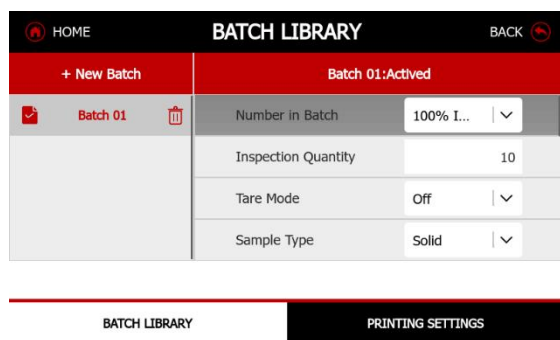 HOME
BATCH LIBRARY
BACK
+ New Batch
Batch 01:Actived
Batch 01
Number in Batch
100% I...
Inspection Quantity
10
Tare Mode
Off
Sample Type
Solid
BATCH LIBRARY
PRINTING SETTINGS